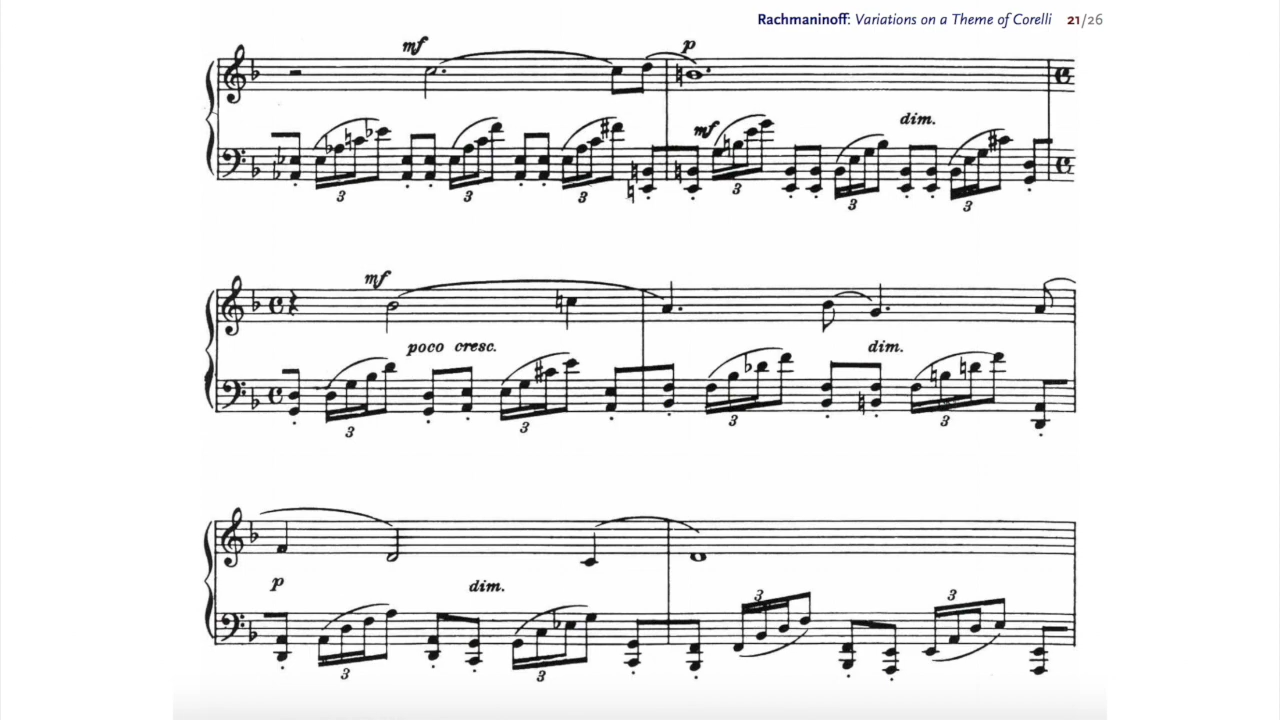 Rachmaninoff: Variations on a Theme of Corelli 21/26
mf p
mf dim.
3 3 3 3 3 3
mf
poco cresc. dim.
3 3 3 3
p dim.
3 3
3 3